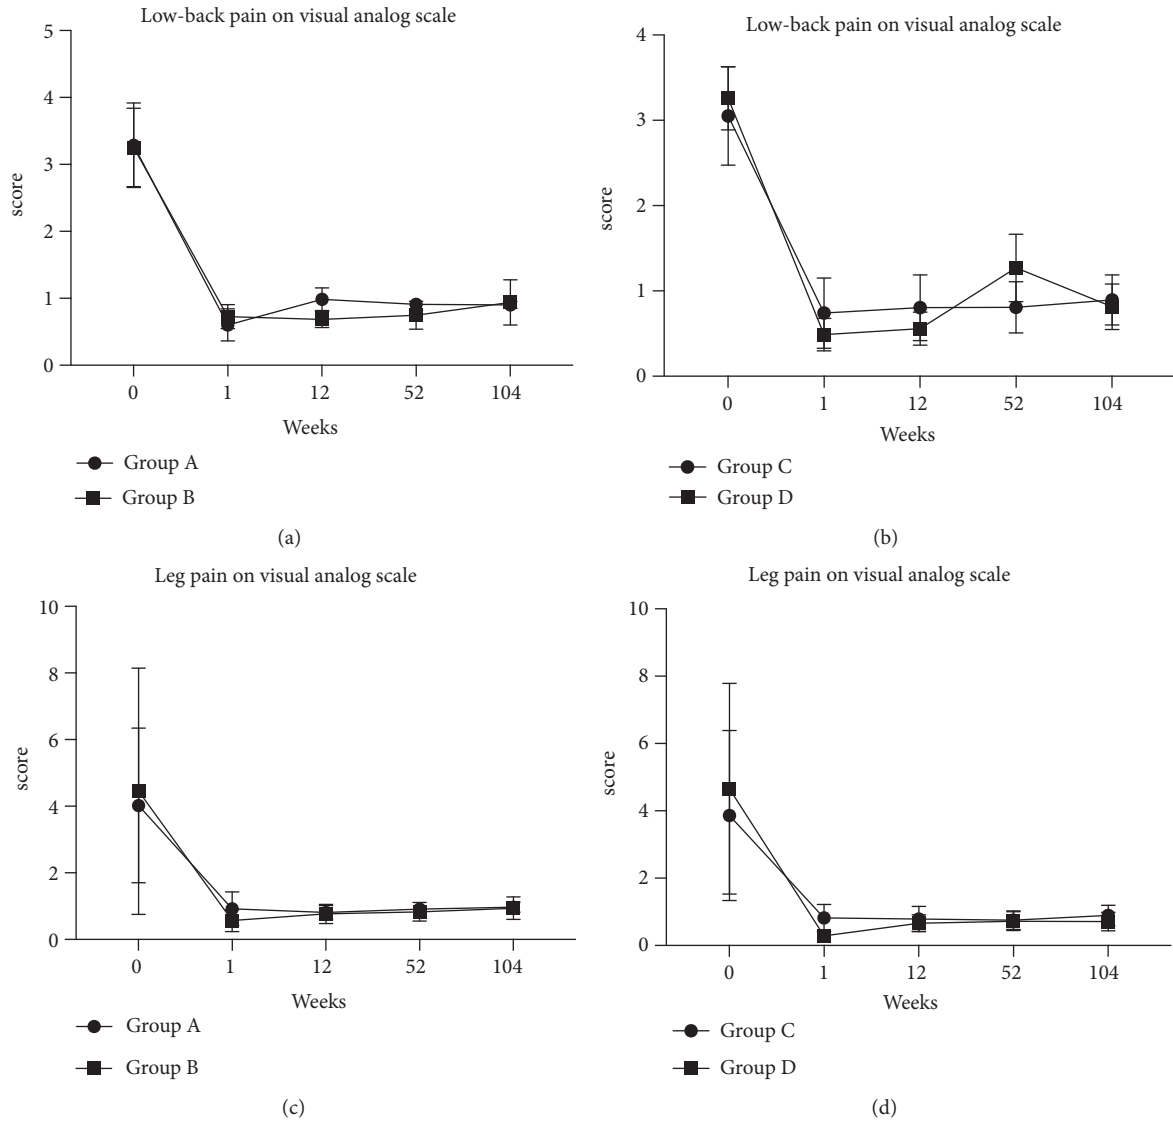 Low-back pain on visual analog scale
5
4
3
2
1
0
score
0 1 12 52 104
Weeks
Group A
Group B
(a)
Low-back pain on visual analog scale
4
3
2
1
0
score
0 1 12 52 104
Weeks
Group C
Group D
(b)
Leg pain on visual analog scale
10
8
6
4
2
0
score
0 1 12 52 104
Weeks
Group A
Group B
(c)
Leg pain on visual analog scale
10
8
6
4
2
0
score
0 1 12 52 104
Weeks
Group C
Group D
(d)